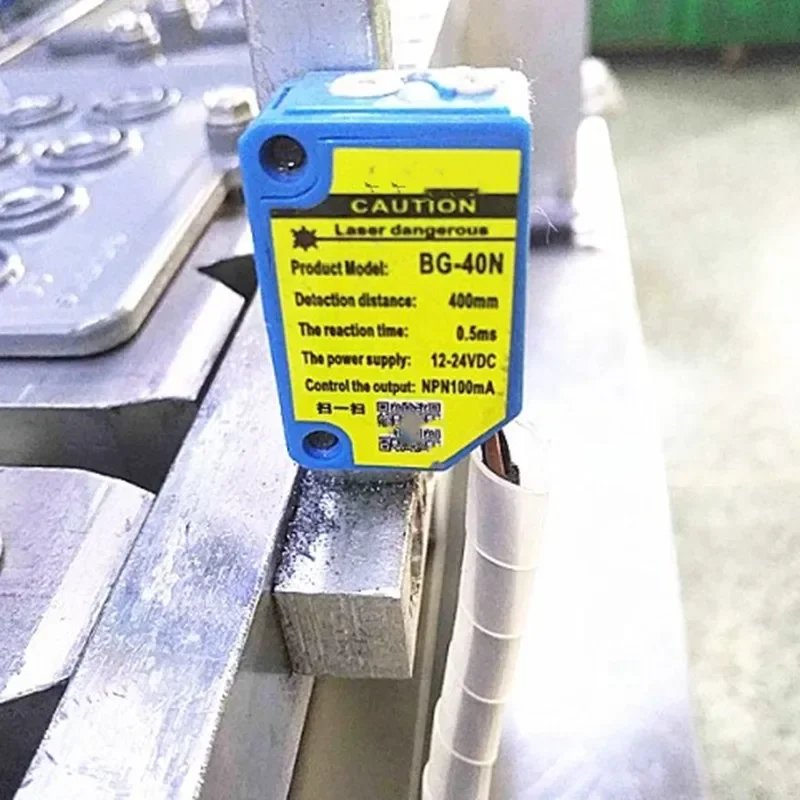 CAUTION
Laser dangerous
Product Model: BG-40N
Detection distance: 400mm
The reaction time: 0.5ms
The power supply: 12-24VDC
Control the output: NPN100mA
扫一扫